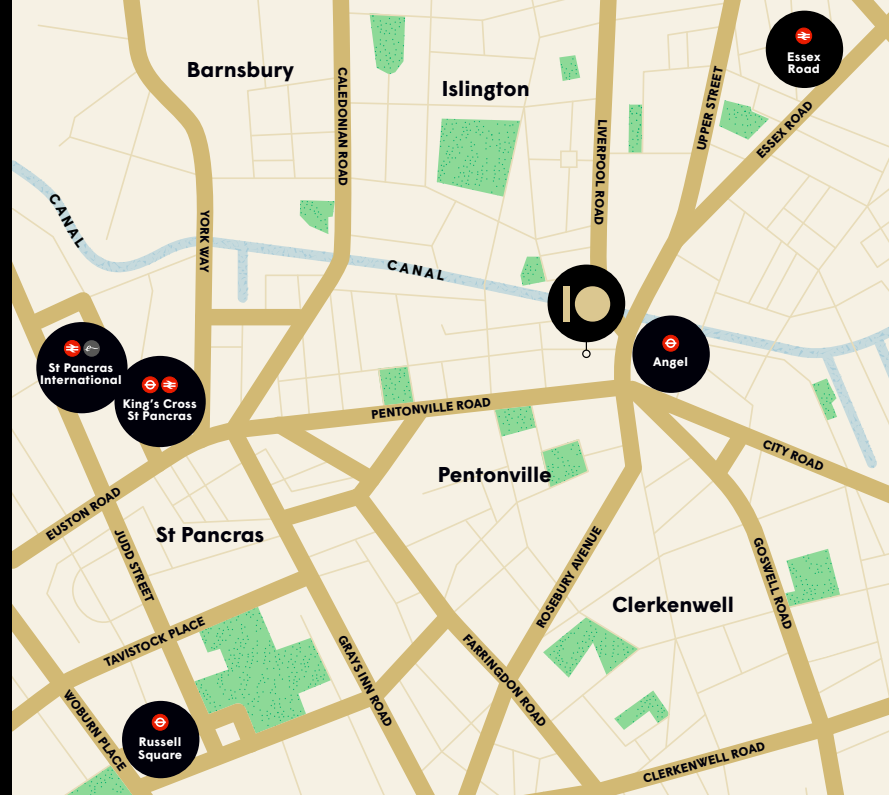 Essex
Road
Barnsbury
Islington
CALEDONIAN ROAD
UPPER STREET
ESSEX ROAD
LIVERPOOL ROAD
CANAL
YORK WAY
CANAL
10
St Pancras
International
Angel
King's Cross
St Pancras
PENTONVILLE ROAD
CITY ROAD
Pentonville
EUSTON ROAD
St Pancras
JUDD STREET
ROSEBURY AVENUE
GOSWELL ROAD
Clerkenwell
TAVISTOCK PLACE
GRAYS INN ROAD
FARRINGDON ROAD
WOBURN PLACE
Russell
Square
CLERKENWELL ROAD